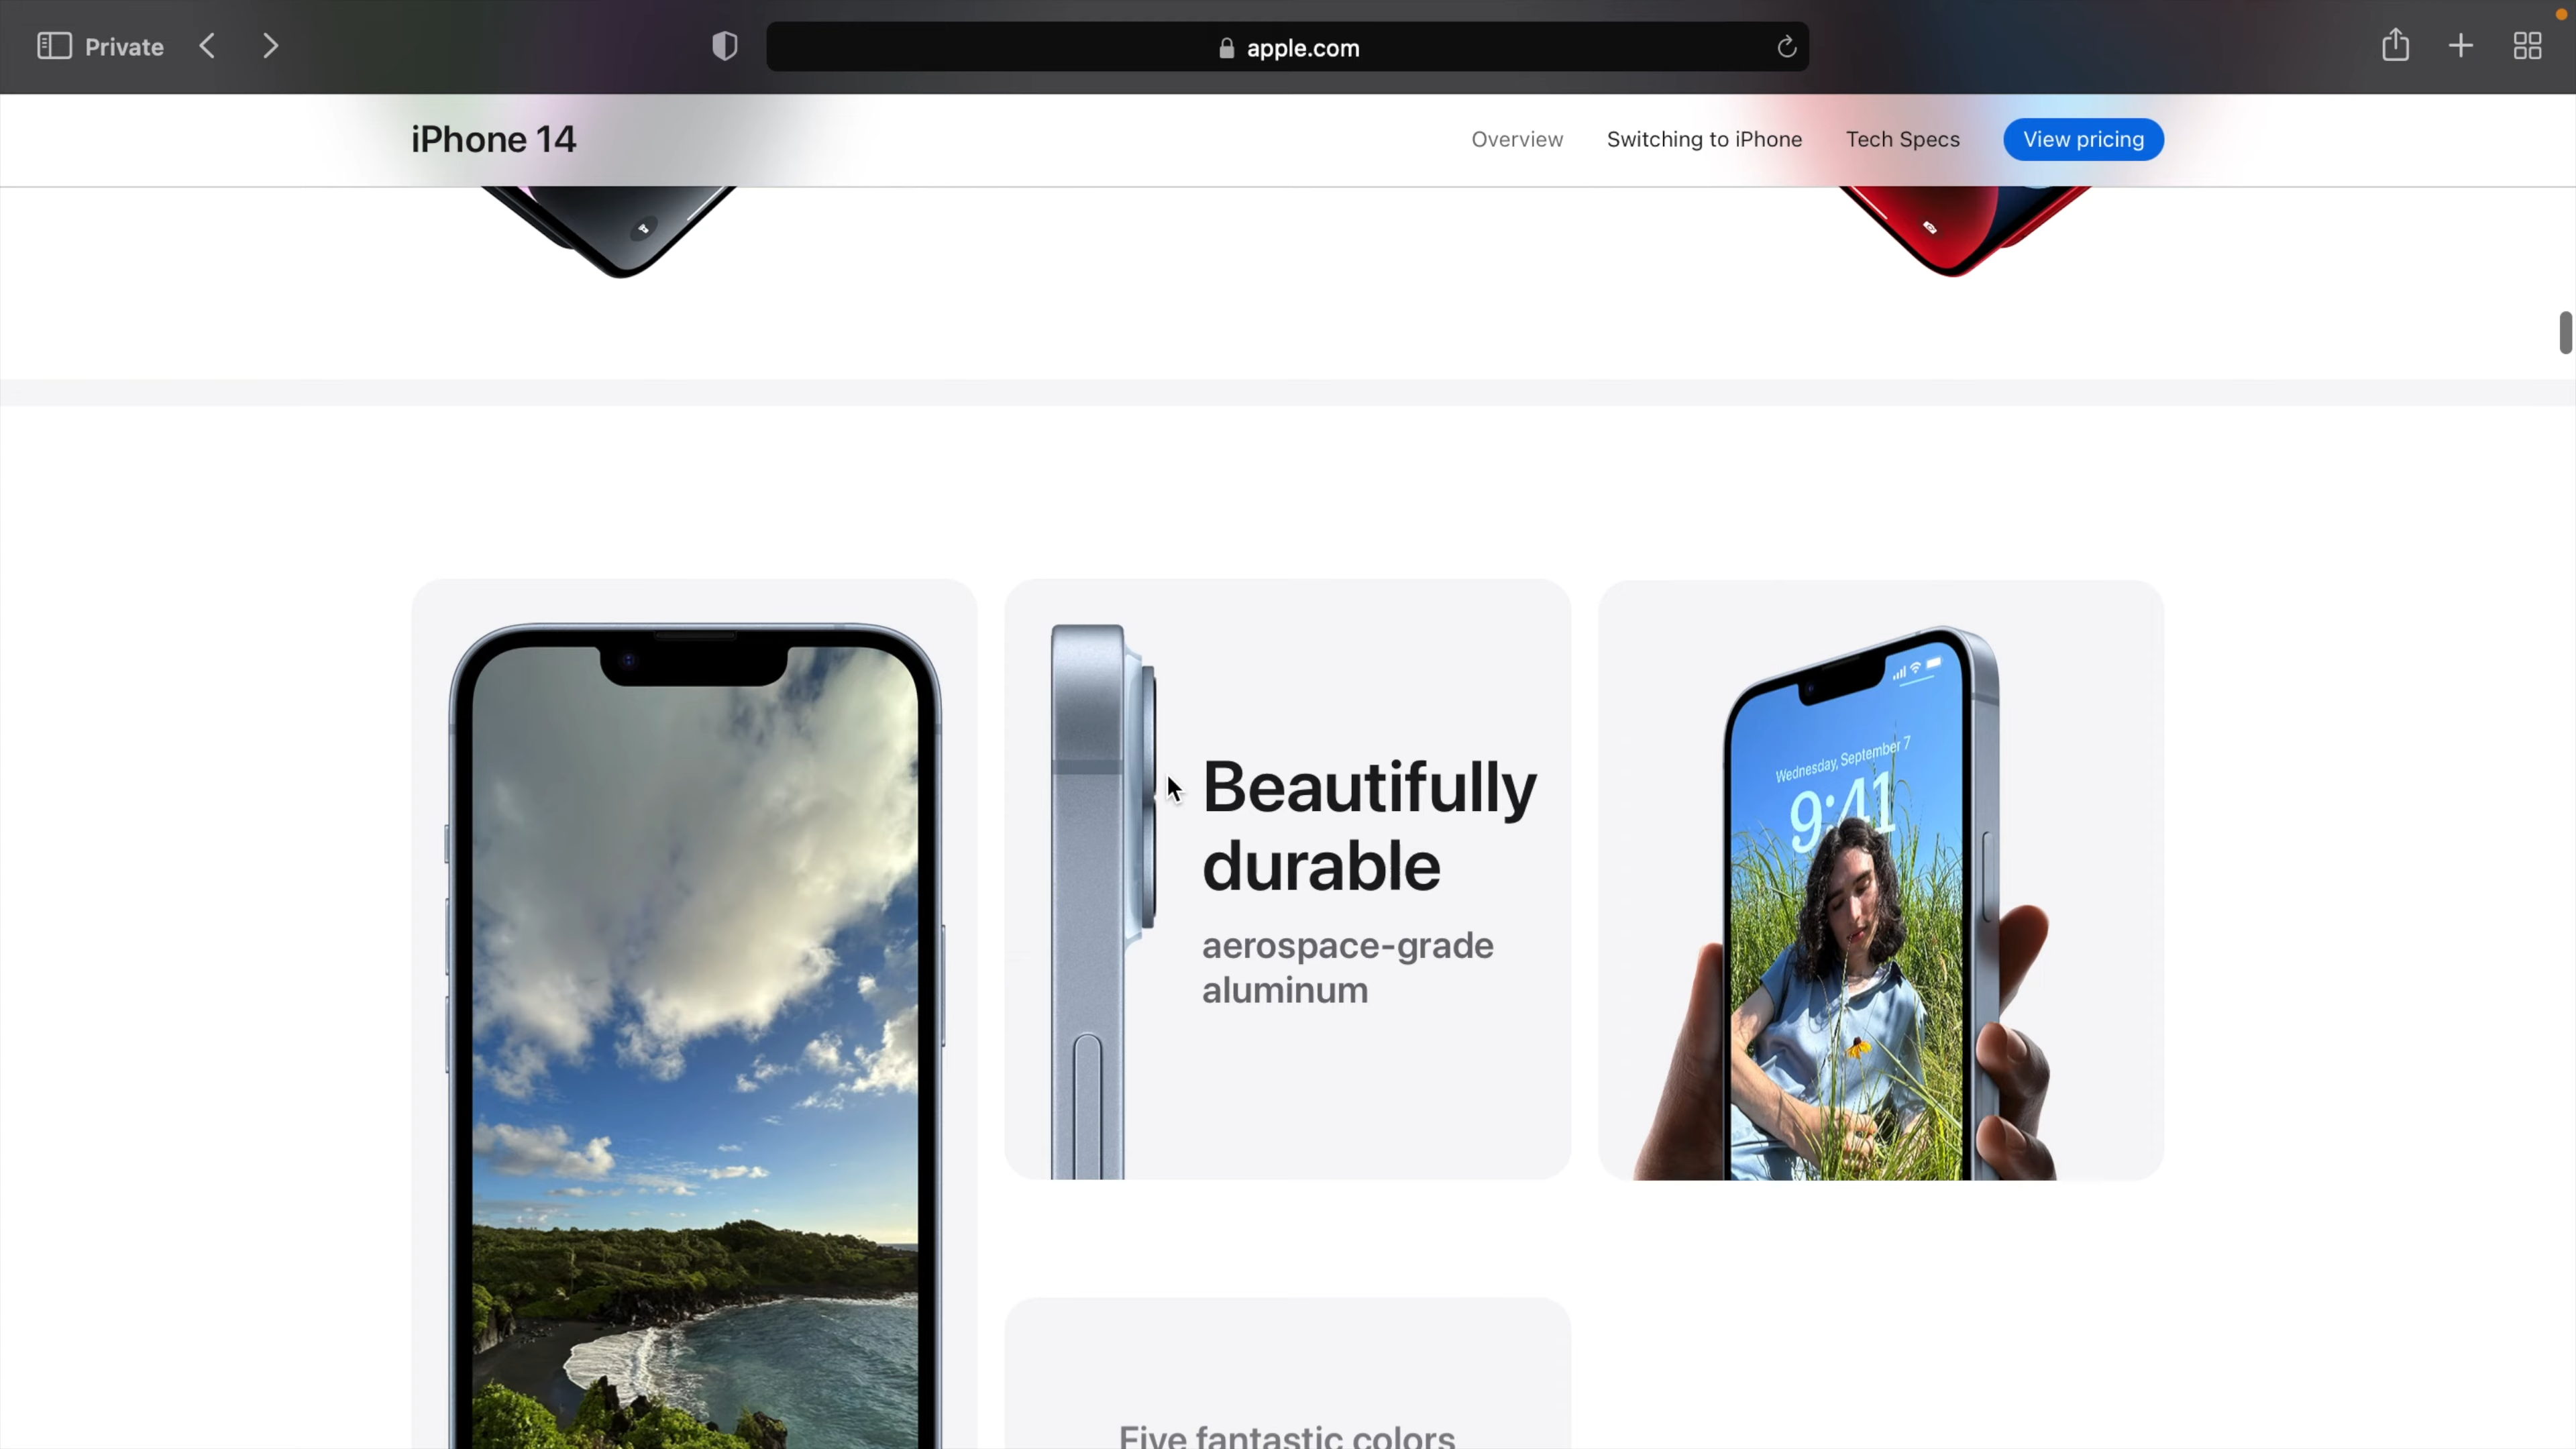 Private
apple.com
iPhone 14
Overview
Switching to iPhone
Tech Specs
View pricing
Beautifully
durable
aerospace-grade
aluminum
Wednesday, September 7
9:41
Five fantastic colors